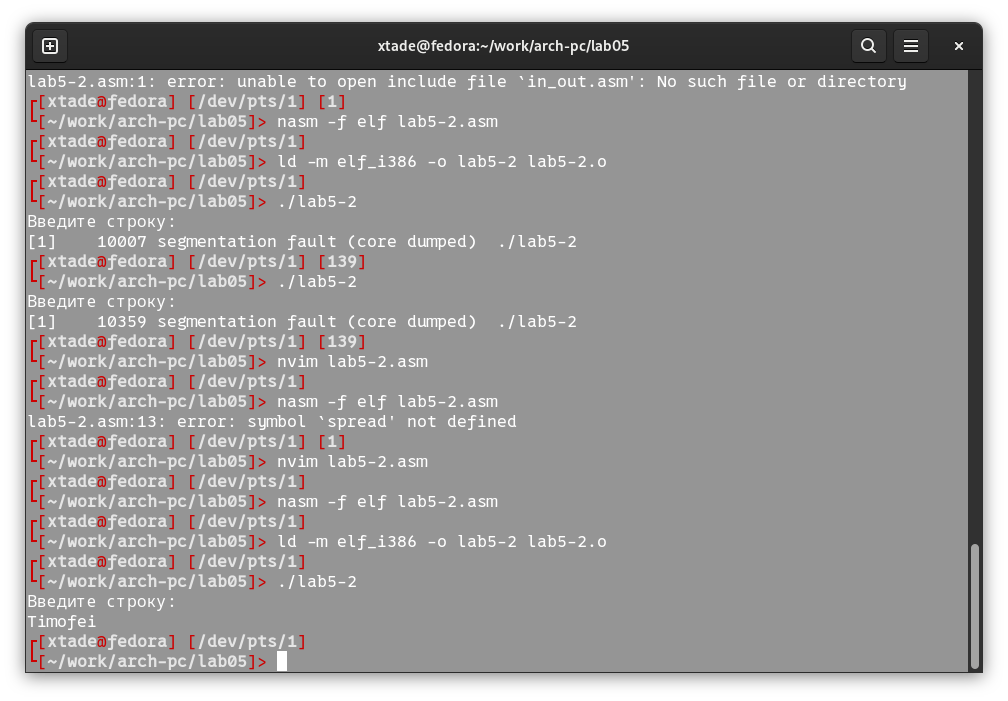 xtade@fedora:~/work/arch-pc/lab05
lab5-2.asm:1: error: unable to open include file `in_out.asm': No such file or directory
[xtade@fedora] [/dev/pts/1] [1]
[~/work/arch-pc/lab05]> nasm -f elf lab5-2.asm
[xtade@fedora] [/dev/pts/1]
[~/work/arch-pc/lab05]> ld -m elf_i386 -o lab5-2 lab5-2.o
[xtade@fedora] [/dev/pts/1]
[~/work/arch-pc/lab05]> ./lab5-2
Введите строку:
[1]    10007 segmentation fault (core dumped)  ./lab5-2
[xtade@fedora] [/dev/pts/1] [139]
[~/work/arch-pc/lab05]> ./lab5-2
Введите строку:
[1]    10359 segmentation fault (core dumped)  ./lab5-2
[xtade@fedora] [/dev/pts/1] [139]
[~/work/arch-pc/lab05]> nvim lab5-2.asm
[xtade@fedora] [/dev/pts/1]
[~/work/arch-pc/lab05]> nasm -f elf lab5-2.asm
lab5-2.asm:13: error: symbol `spread' not defined
[xtade@fedora] [/dev/pts/1] [1]
[~/work/arch-pc/lab05]> nvim lab5-2.asm
[xtade@fedora] [/dev/pts/1]
[~/work/arch-pc/lab05]> nasm -f elf lab5-2.asm
[xtade@fedora] [/dev/pts/1]
[~/work/arch-pc/lab05]> ld -m elf_i386 -o lab5-2 lab5-2.o
[xtade@fedora] [/dev/pts/1]
[~/work/arch-pc/lab05]> ./lab5-2
Введите строку:
Timofei
[xtade@fedora] [/dev/pts/1]
[~/work/arch-pc/lab05]>